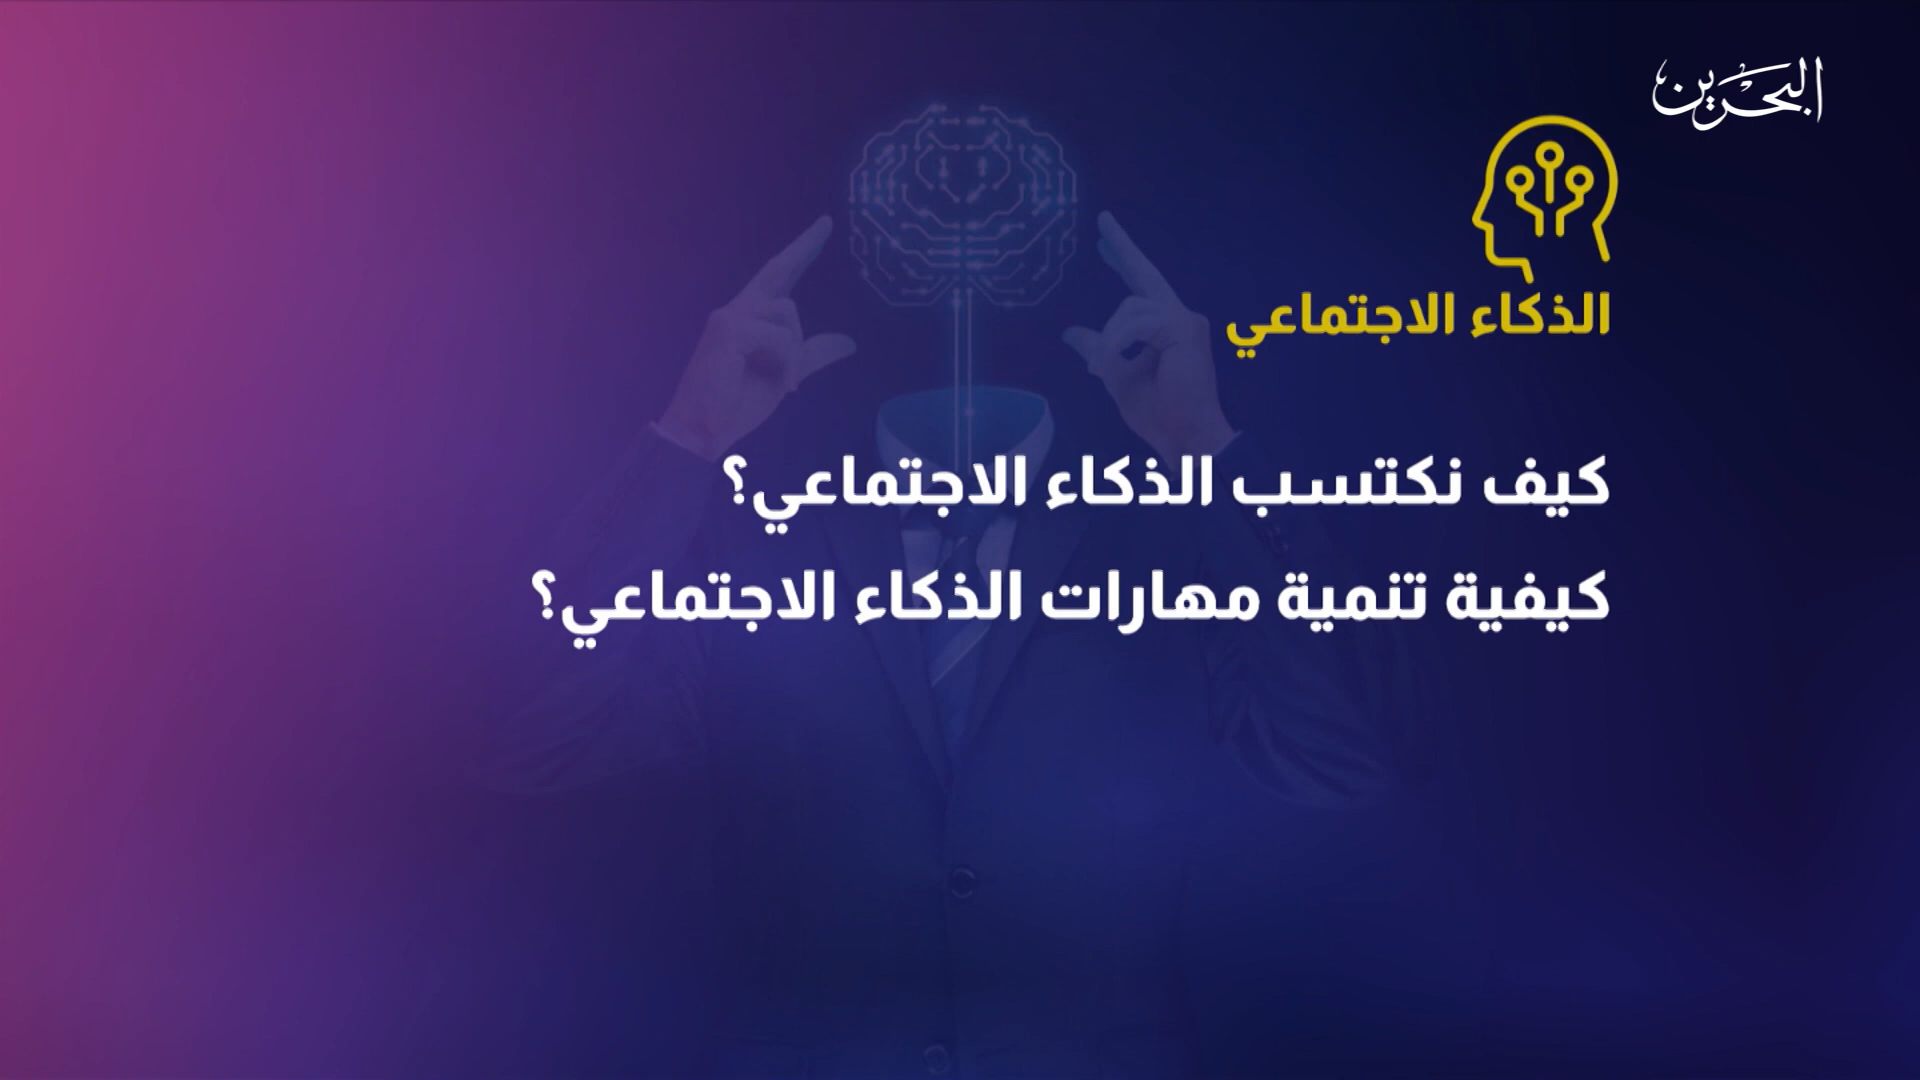 البحرين
الذكاء الاجتماعي
كيف نكتسب الذكاء الاجتماعي؟
كيفية تنمية مهارات الذكاء الاجتماعي؟